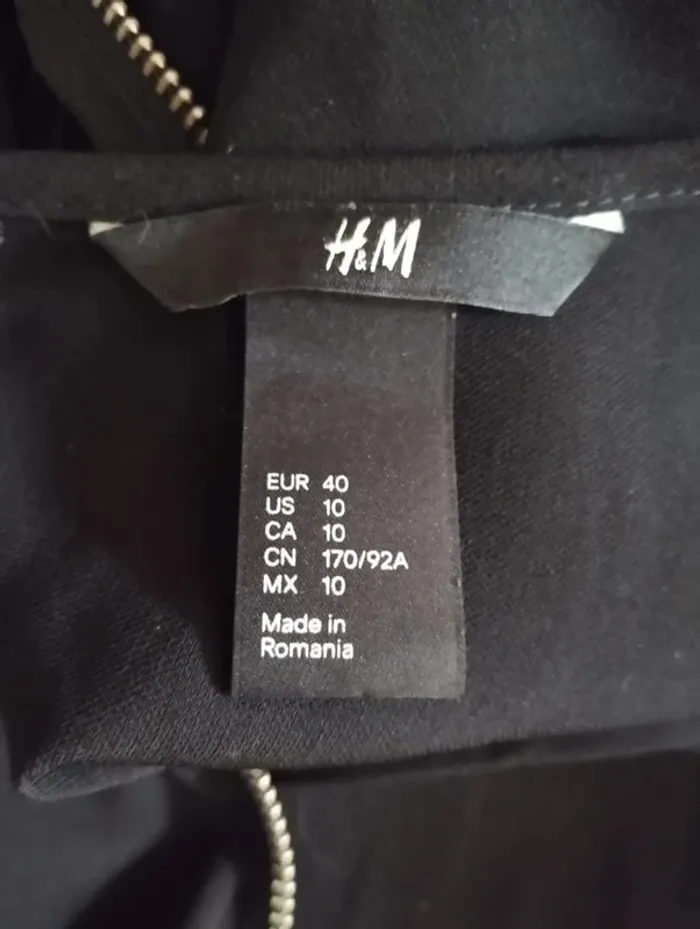 H&M
EUR 40
US 10
CA 10
CN 170/92A
MX 10
Made in
Romania